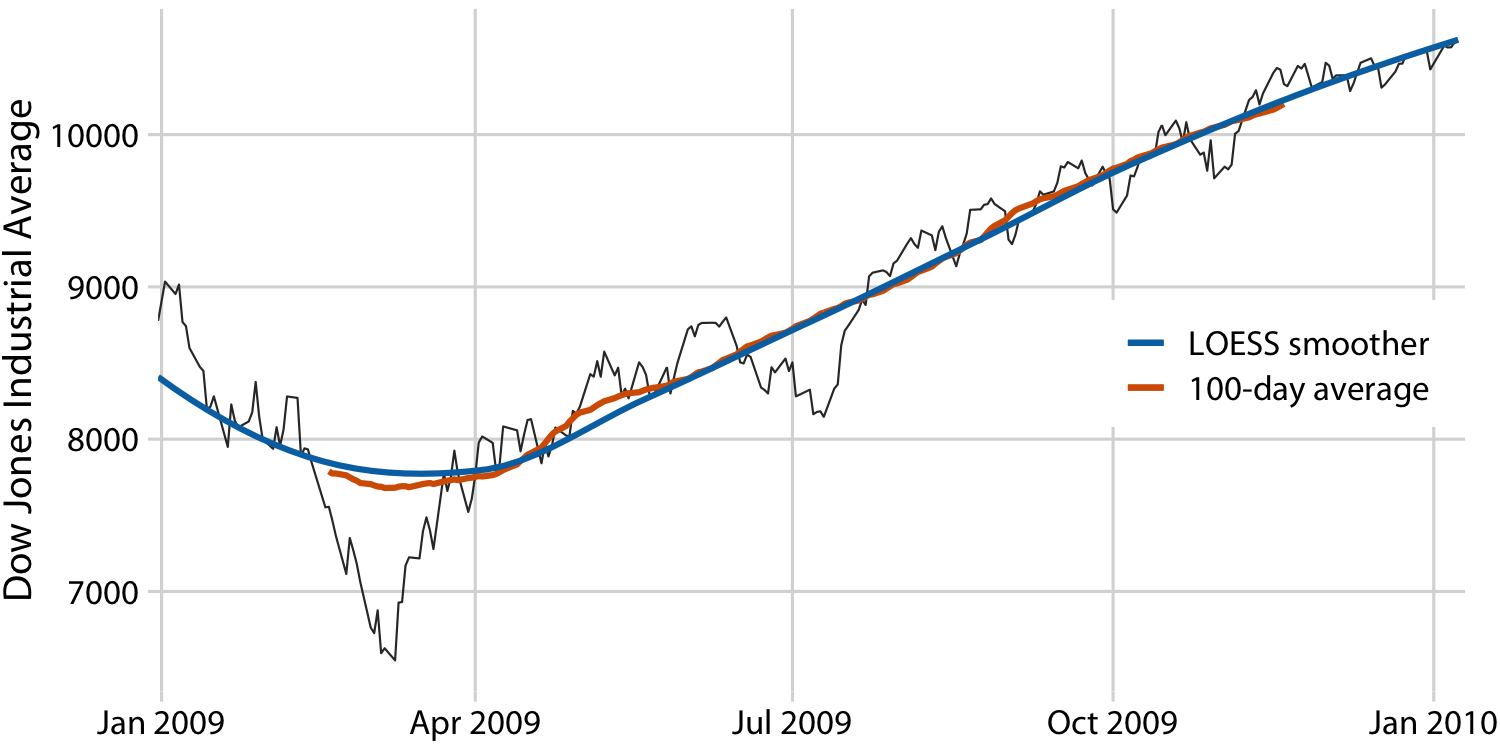 Dow Jones Industrial Average
10000
9000
8000
7000
LOESS smoother
100-day average
Jan 2009
Apr 2009
Jul 2009
Oct 2009
Jan 2010